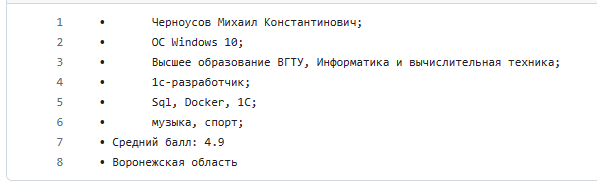 1 • Черноусов Михаил Константинович;
2 • ОС Windows 10;
3 • Высшее образование ВГТУ, Информатика и вычислительная техника;
4 • 1с-разработчик;
5 • Sql, Docker, 1С;
6 • музыка, спорт;
7 • Средний балл: 4.9
8 • Воронежская область